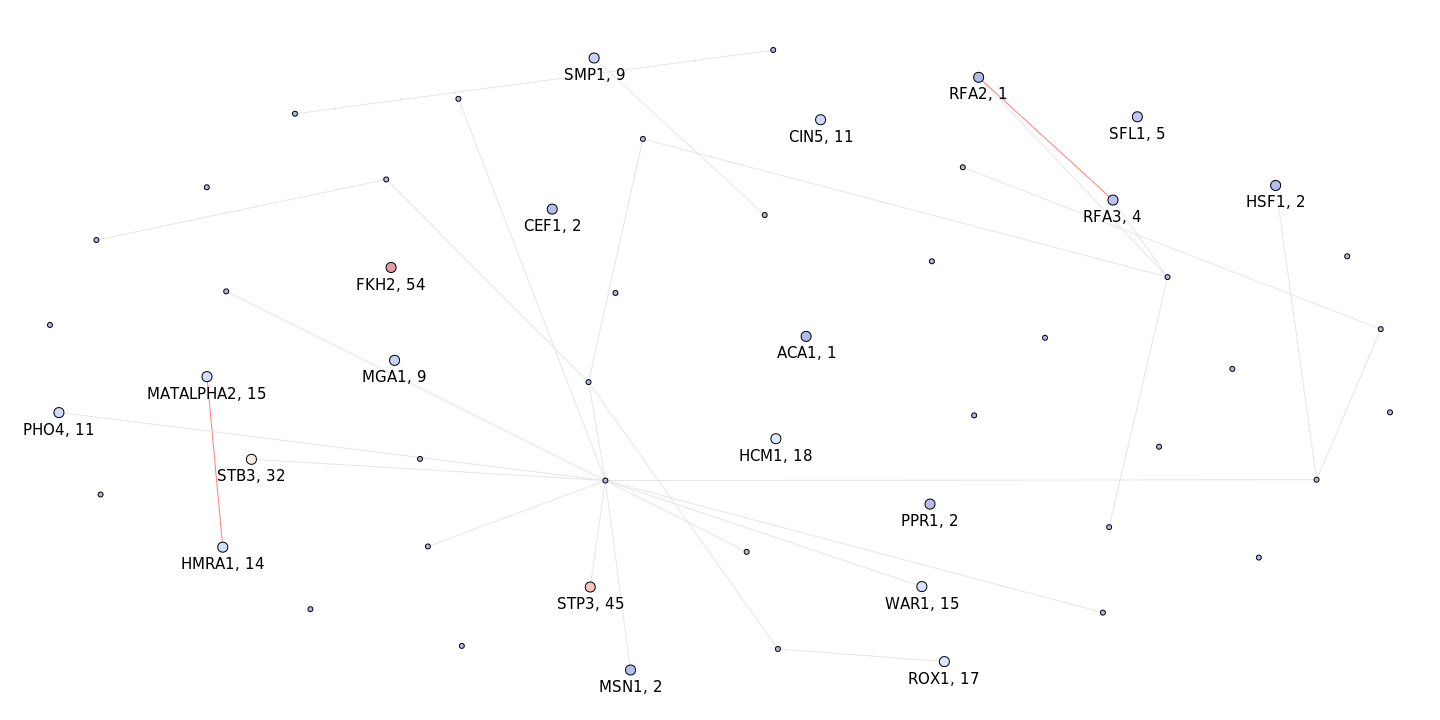 SMP1, 9
RFA2, 1
CIN5, 11
SFL1, 5
HSF1, 2
RFA3, 4
CEF1, 2
FKH2, 54
ACA1, 1
MGA1, 9
MATALPHA2, 15
PHO4, 11
HCM1, 18
STB3, 32
PPR1, 2
HMRA1, 14
STP3, 45
WAR1, 15
ROX1, 17
MSN1, 2